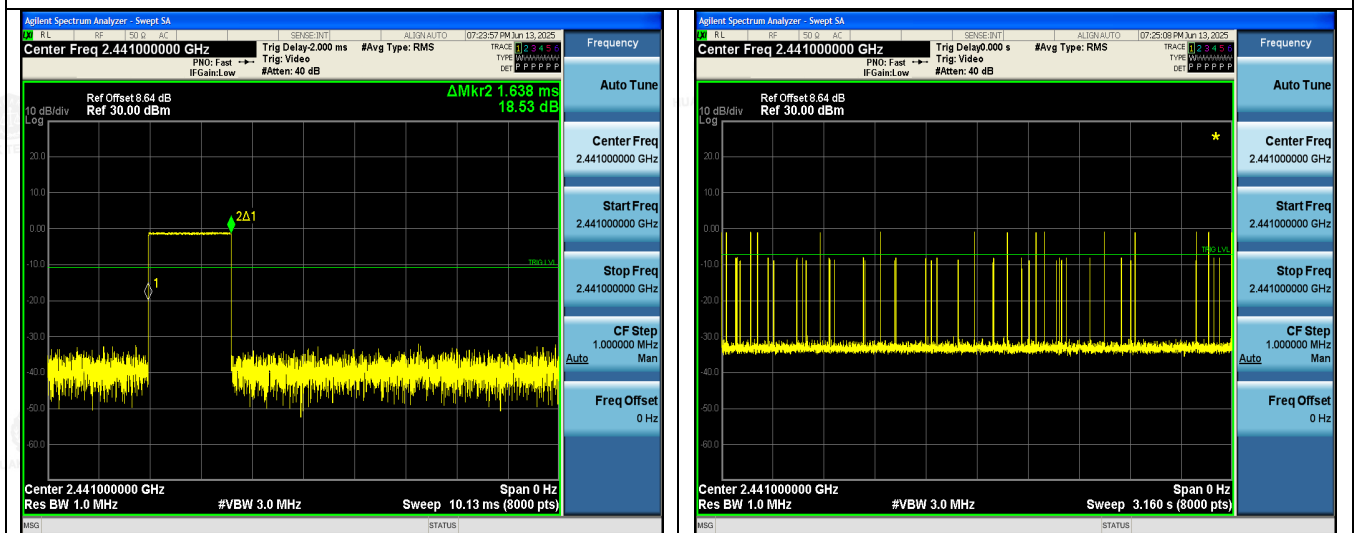 Agilent Spectrum Analyzer - Swept SA
LXI RL RF 50 Ω AC SENSE:INT ALIGN AUTO 07:23:57 PM Jun 13, 2025
Center Freq 2.441000000 GHz
Trig Delay-2.000 ms #Avg Type: RMS
TRACE 1 2 3 4 5 6
PNO: Fast Trig: Video
TYPE W
IFGain:Low #Atten: 40 dB
DET P P P P P P
ΔMkr2 1.638 ms
18.53 dB
Ref Offset 8.64 dB
10 dB/div Ref 30.00 dBm
Log
20.0
10.0
0.00
-10.0
-20.0
-30.0
-40.0
-50.0
-60.0
2Δ1
1
TRIG LVL
Center 2.441000000 GHz Span 0 Hz
Res BW 1.0 MHz #VBW 3.0 MHz Sweep 10.13 ms (8000 pts)
MSG STATUS
Frequency
Auto Tune
Center Freq
2.441000000 GHz
Start Freq
2.441000000 GHz
Stop Freq
2.441000000 GHz
CF Step
1.000000 MHz
Auto Man
Freq Offset
0 Hz
Agilent Spectrum Analyzer - Swept SA
LXI RL RF 50 Ω AC SENSE:INT ALIGN AUTO 07:25:08 PM Jun 13, 2025
Center Freq 2.441000000 GHz
Trig Delay0.000 s #Avg Type: RMS
TRACE 1 2 3 4 5 6
PNO: Fast Trig: Video
TYPE W
IFGain:Low #Atten: 40 dB
DET P P P P P P
Ref Offset 8.64 dB
10 dB/div Ref 30.00 dBm
Log
20.0
10.0
0.00
-10.0
-20.0
-30.0
-40.0
-50.0
-60.0
*
TRIG LVL
Center 2.441000000 GHz Span 0 Hz
Res BW 1.0 MHz #VBW 3.0 MHz Sweep 3.160 s (8000 pts)
MSG STATUS
Frequency
Auto Tune
Center Freq
2.441000000 GHz
Start Freq
2.441000000 GHz
Stop Freq
2.441000000 GHz
CF Step
1.000000 MHz
Auto Man
Freq Offset
0 Hz